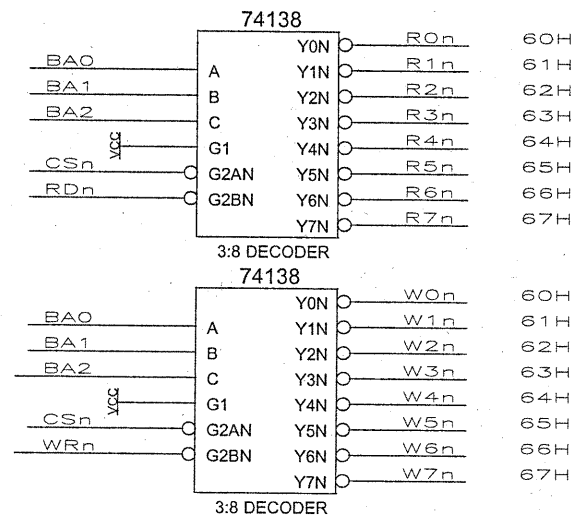 74138
Y0N R0n 60H
BA0 A Y1N R1n 61H
BA1 B Y2N R2n 62H
BA2 C Y3N R3n 63H
VCC G1 Y4N R4n 64H
CSn G2AN Y5N R5n 65H
RDn G2BN Y6N R6n 66H
Y7N R7n 67H
3:8 DECODER
74138
Y0N W0n 60H
BA0 A Y1N W1n 61H
BA1 B Y2N W2n 62H
BA2 C Y3N W3n 63H
VCC G1 Y4N W4n 64H
CSn G2AN Y5N W5n 65H
WRn G2BN Y6N W6n 66H
Y7N W7n 67H
3:8 DECODER